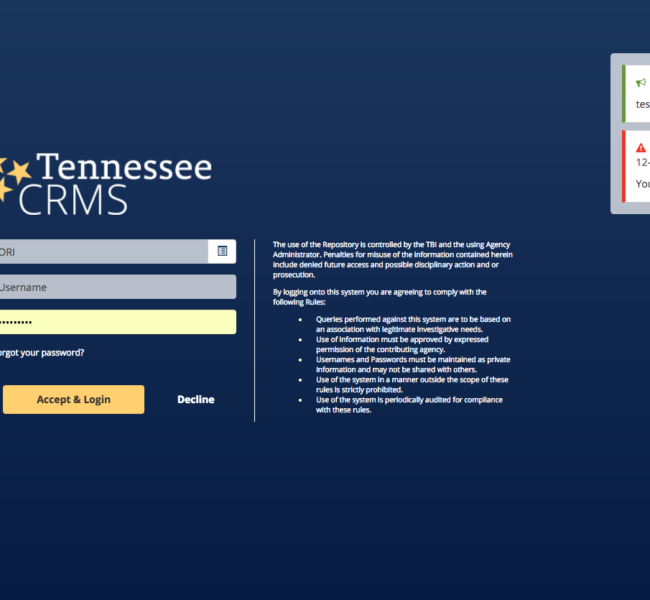 Tennessee
CRMS
ORI
Username
orgot your password?
Accept & Login
Decline
The use of the Repository is controlled by the TBI and the using Agency
Administrator. Penalties for misuse of the information contained herein
include denied future access and possible disciplinary action and or
prosecution.
By logging onto this system you are agreeing to comply with the
following Rules:
• Queries performed against this system are to be based on
an association with legitimate investigative needs.
• Use of information must be approved by expressed
permission of the contributing agency.
• Usernames and Passwords must be maintained as private
information and may not be shared with others.
• Use of the system in a manner outside the scope of these
rules is strictly prohibited.
• Use of the system is periodically audited for compliance
with these rules.
tes
12-
You